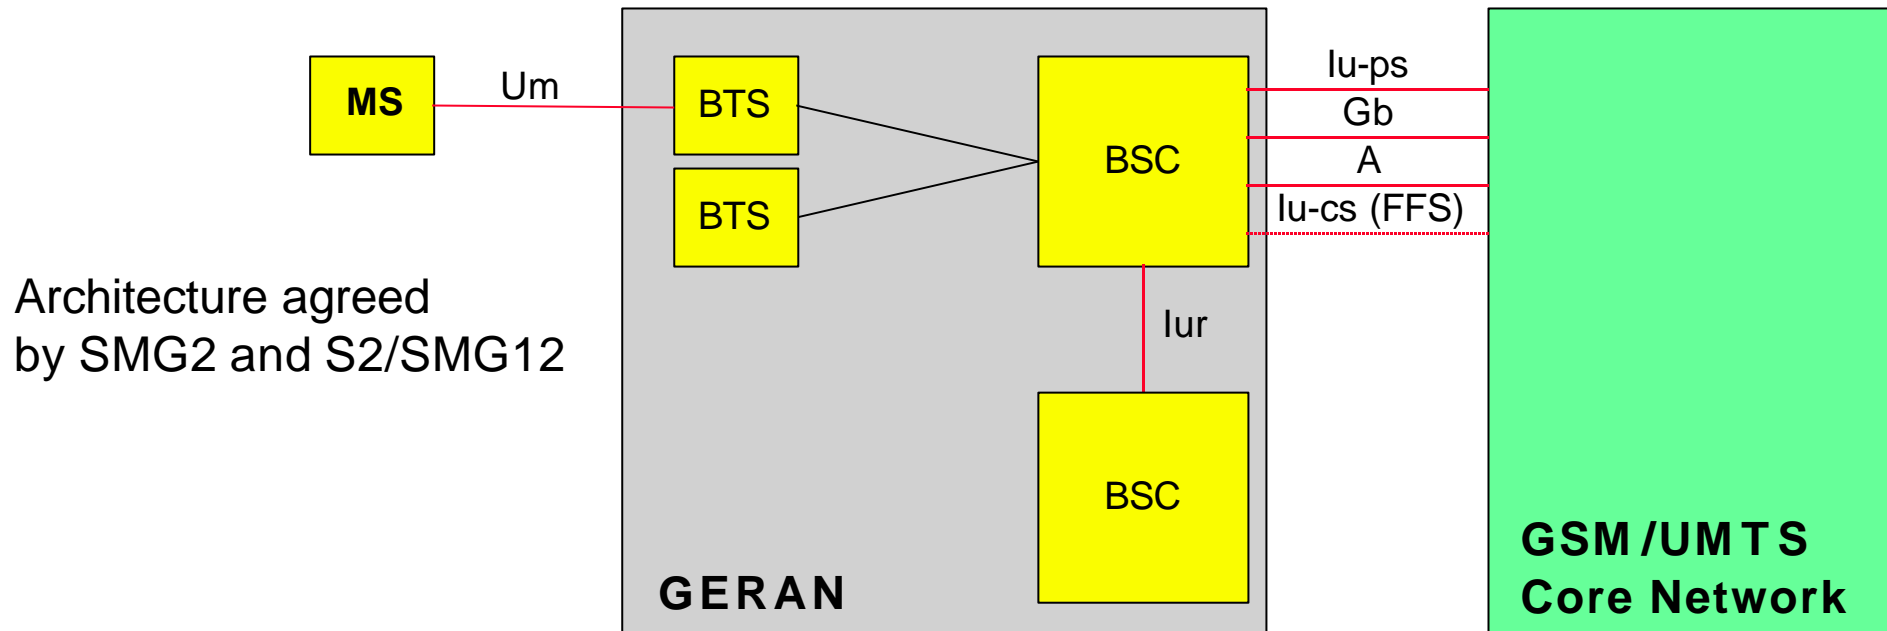 MS
Um
BTS
BTS
BSC
Iu-ps
Gb
A
Iu-cs (FFS)
Architecture agreed
by SMG2 and S2/SMG12
Iur
BSC
GERAN
GSM/UMTS
Core Network